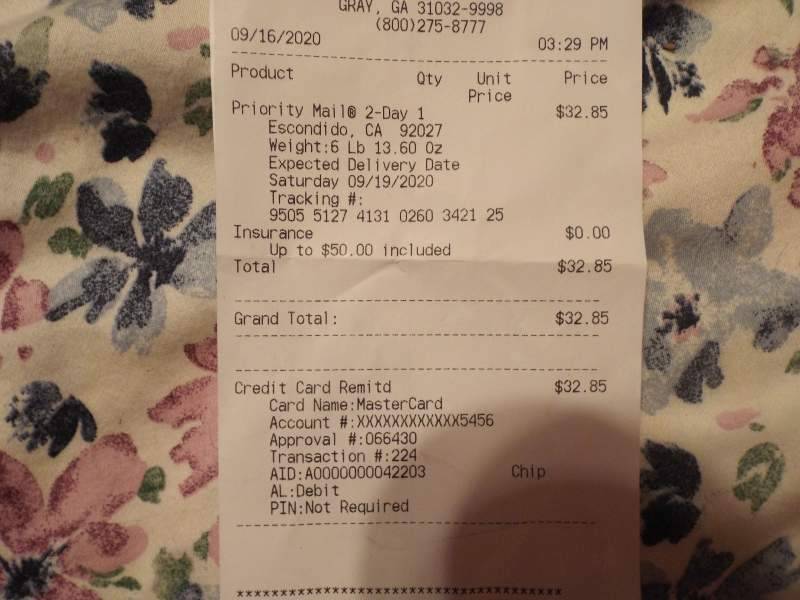 GRAY, GA 31032-9998
(800)275-8777
09/16/2020 03:29 PM
--------------------------------------------
Product Qty Unit Price
Price
Priority Mail® 2-Day 1 $32.85
Escondido, CA 92027
Weight:6 Lb 13.60 Oz
Expected Delivery Date
Saturday 09/19/2020
Tracking #:
9505 5127 4131 0260 3421 25
Insurance $0.00
Up to $50.00 included
Total $32.85
--------------------------------------------
Grand Total: $32.85
--------------------------------------------
--------------------------------------------
Credit Card Remitd $32.85
Card Name:MasterCard
Account #:XXXXXXXXXXXX5456
Approval #:066430
Transaction #:224
AID:A0000000042203 Chip
AL:Debit
PIN:Not Required
--------------------------------------------
****************************************